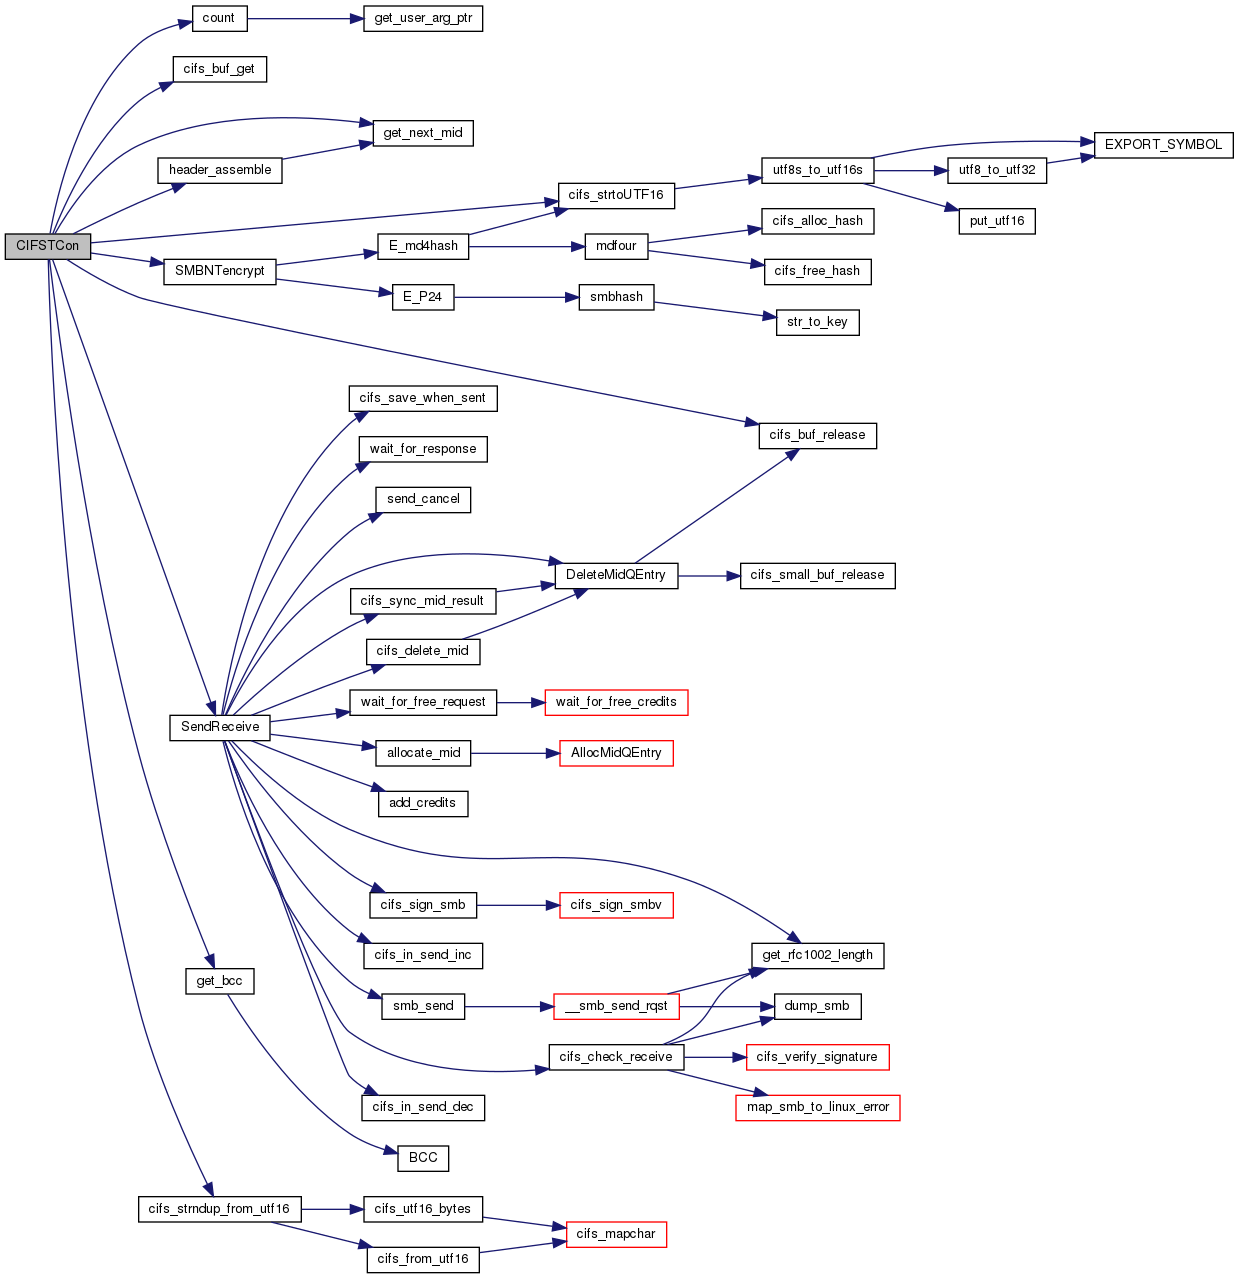 count
get_user_arg_ptr
cifs_buf_get
get_next_mid
EXPORT_SYMBOL
header_assemble
utf8s_to_utf16s
utf8_to_utf32
cifs_strtoUTF16
cifs_alloc_hash
put_utf16
CIFSTCon
E_md4hash
mdfour
SMBNTencrypt
cifs_free_hash
E_P24
smbhash
str_to_key
cifs_save_when_sent
cifs_buf_release
wait_for_response
send_cancel
DeleteMidQEntry
cifs_small_buf_release
cifs_sync_mid_result
cifs_delete_mid
wait_for_free_request
wait_for_free_credits
SendReceive
allocate_mid
AllocMidQEntry
add_credits
cifs_sign_smb
cifs_sign_smbv
cifs_in_send_inc
get_rfc1002_length
get_bcc
smb_send
__smb_send_rqst
dump_smb
cifs_check_receive
cifs_verify_signature
cifs_in_send_dec
map_smb_to_linux_error
BCC
cifs_strndup_from_utf16
cifs_utf16_bytes
cifs_mapchar
cifs_from_utf16